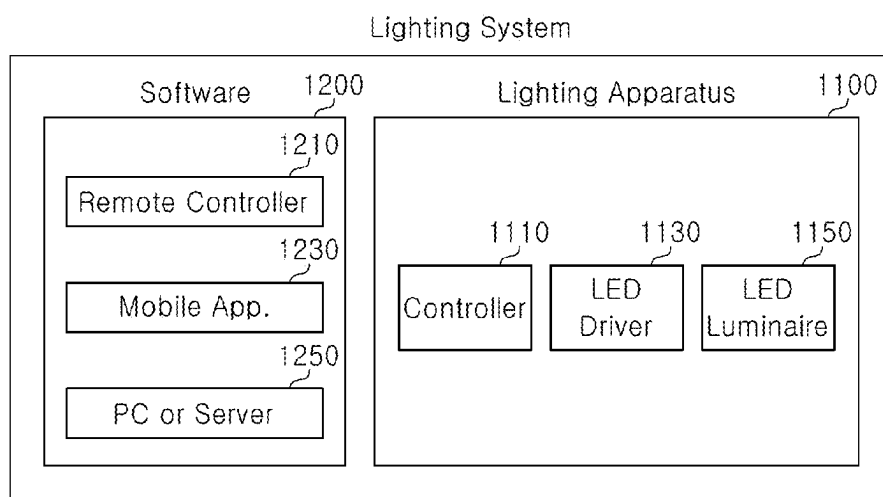 Lighting System
Software
1200
1210
Remote Controller
1230
Mobile App.
1250
PC or Server
Lighting Apparatus
1100
1110
Controller
1130
LED
Driver
1150
LED
Luminaire